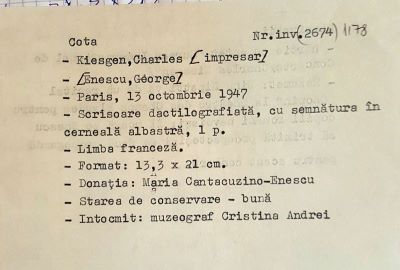 Cota Nr.inv.(2674) 1178
- Kiesgen,Charles [impresar]
- [Enescu,George]
- Paris, 13 octombrie 1947
- Scrisoare dactilografiată, cu semnătura în
cerneală albastră, 1 p.
- Limba franceză.
- Format: 13,3 x 21 cm.
- Donația: Maria Cantacuzino-Enescu
- Starea de conservare - bună
- Intocmit: muzeograf Cristina Andrei